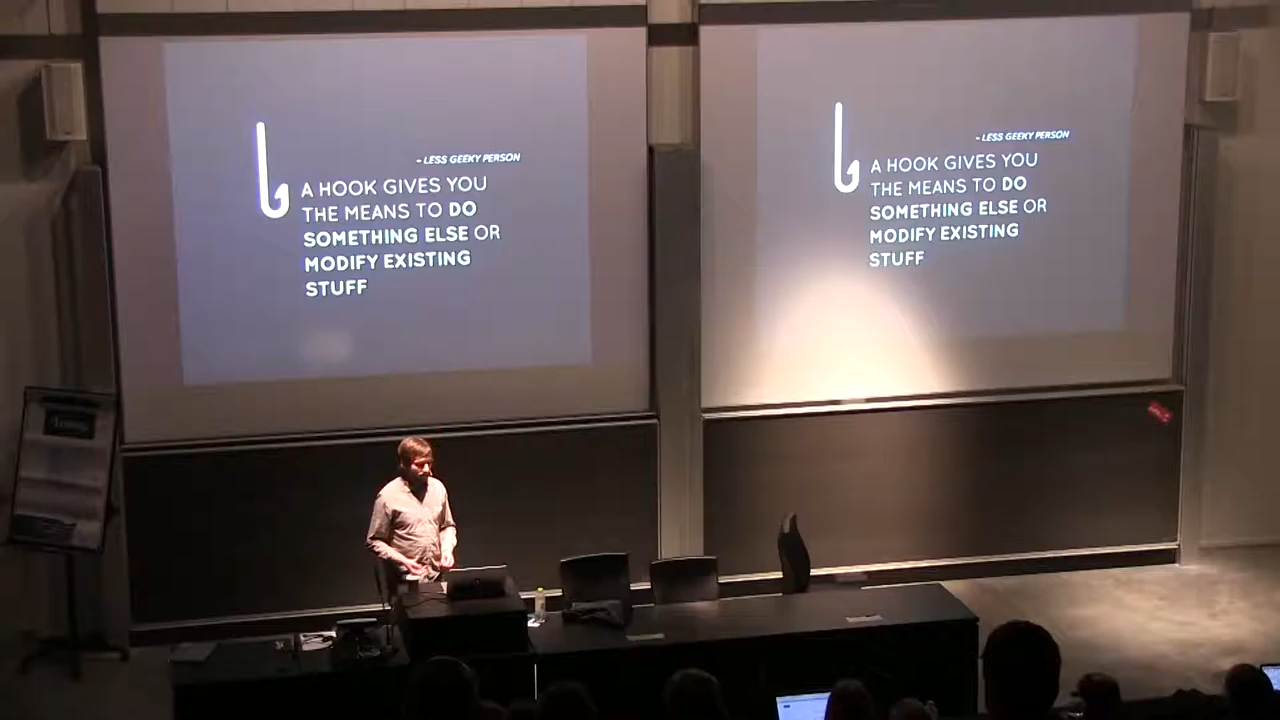 - LESS GEEKY PERSON
A HOOK GIVES YOU
THE MEANS TO DO
SOMETHING ELSE OR
MODIFY EXISTING
STUFF
- LESS GEEKY PERSON
A HOOK GIVES YOU
THE MEANS TO DO
SOMETHING ELSE OR
MODIFY EXISTING
STUFF